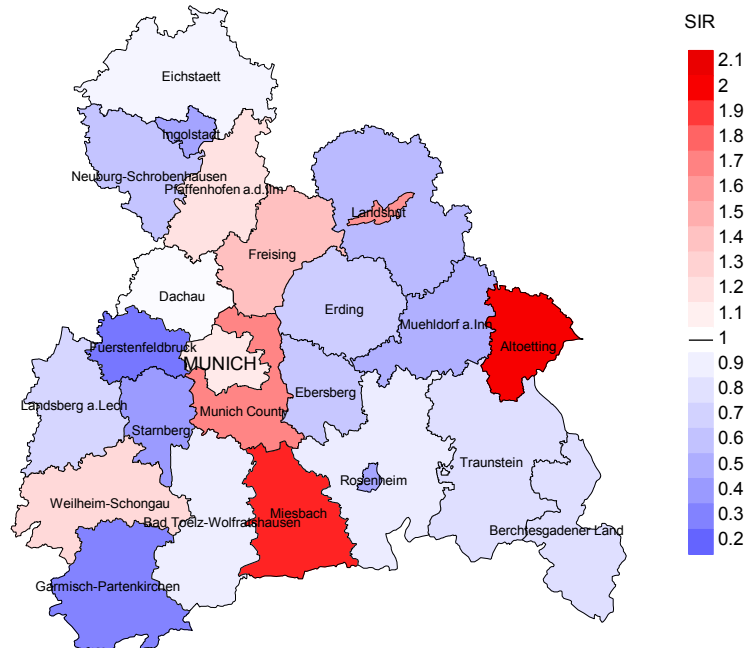 SIR
2.1
2
1.9
1.8
1.7
1.6
1.5
1.4
1.3
1.2
1.1
1
0.9
0.8
0.7
0.6
0.5
0.4
0.3
0.2
Eichstaett
Ingolstadt
Neuburg-Schrobenhausen
Pfaffenhofen a.d.Ilm
Landshut
Freising
Dachau
Erding
Muehldorf a.Inn
Fuerstenfeldbruck
MUNICH
Altoetting
Ebersberg
Landsberg a.Lech
Munich County
Starnberg
Traunstein
Rosenheim
Weilheim-Schongau
Miesbach
Bad Toelz-Wolfratshausen
Berchtesgadener Land
Garmisch-Partenkirchen